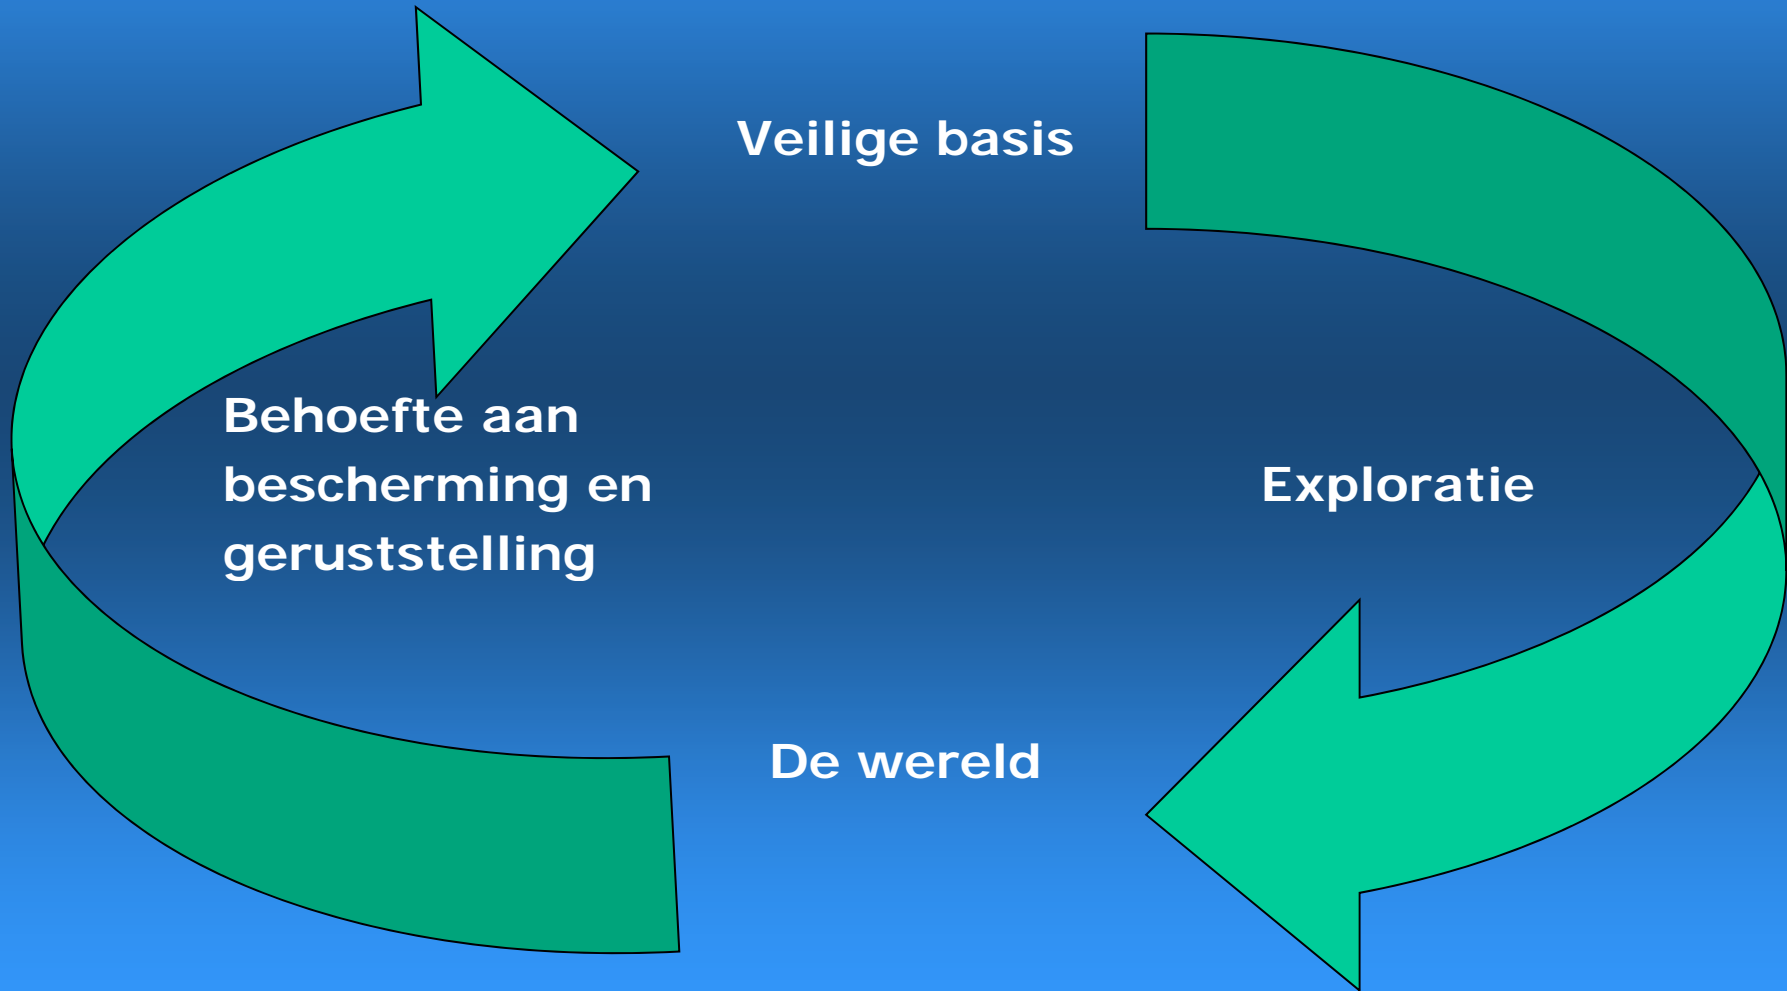 Veilige basis
Behoefte aan
bescherming en
geruststelling
Exploratie
De wereld